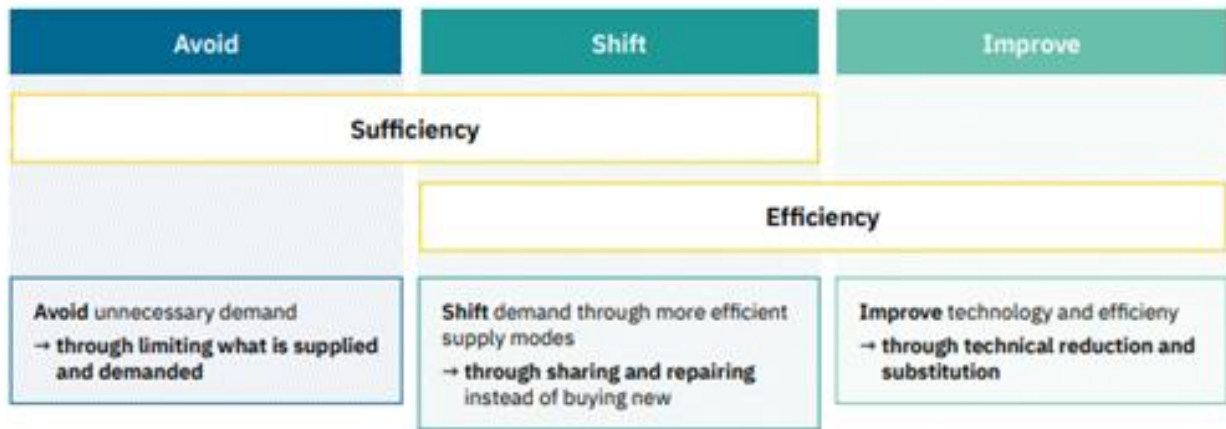 Avoid
Shift
Improve
Sufficiency
Efficiency
Avoid unnecessary demand
→ through limiting what is supplied
and demanded
Shift demand through more efficient
supply modes
→ through sharing and repairing
instead of buying new
Improve technology and efficieny
→ through technical reduction and
substitution